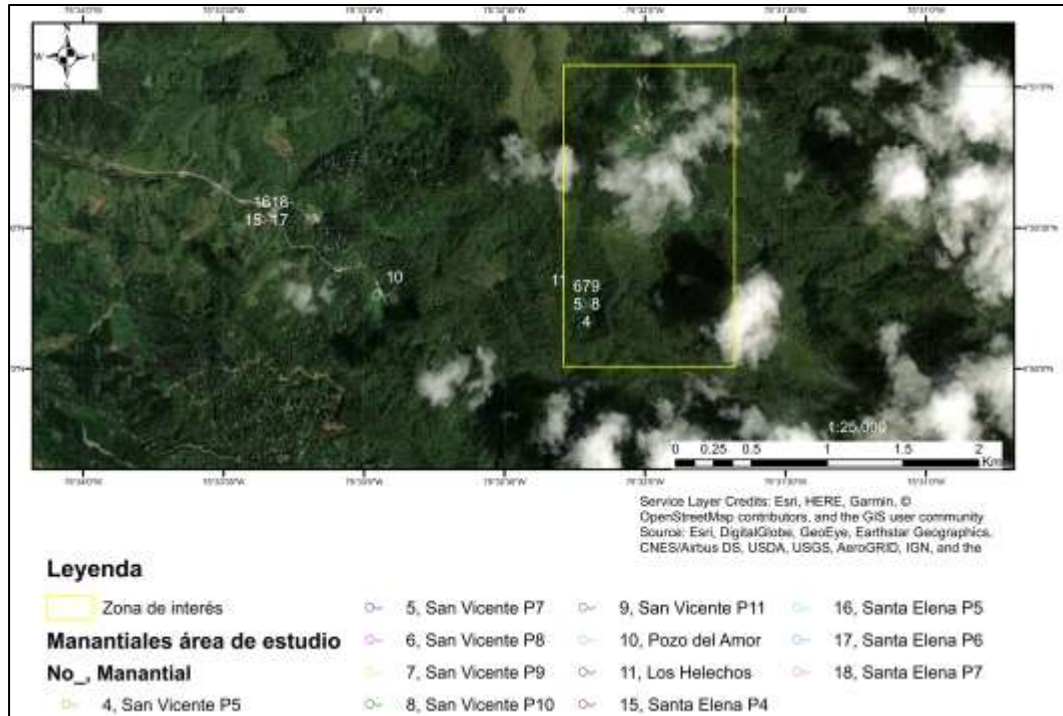 W E
1618
15 17
10
11
679
5 8
4
1:25,000
0 0.25 0.5 1 1.5 2
Km
Service Layer Credits: Esri, HERE, Garmin, ©
OpenStreetMap contributors, and the GIS user community
Source: Esri, DigitalGlobe, GeoEye, Earthstar Geographics,
CNES/Airbus DS, USDA, USGS, AeroGRID, IGN, and the
Leyenda
Zona de interés
Manantiales área de estudio
No_, Manantial
4, San Vicente P5
5, San Vicente P7
6, San Vicente P8
7, San Vicente P9
8, San Vicente P10
9, San Vicente P11
10, Pozo del Amor
11, Los Helechos
15, Santa Elena P4
16, Santa Elena P5
17, Santa Elena P6
18, Santa Elena P7